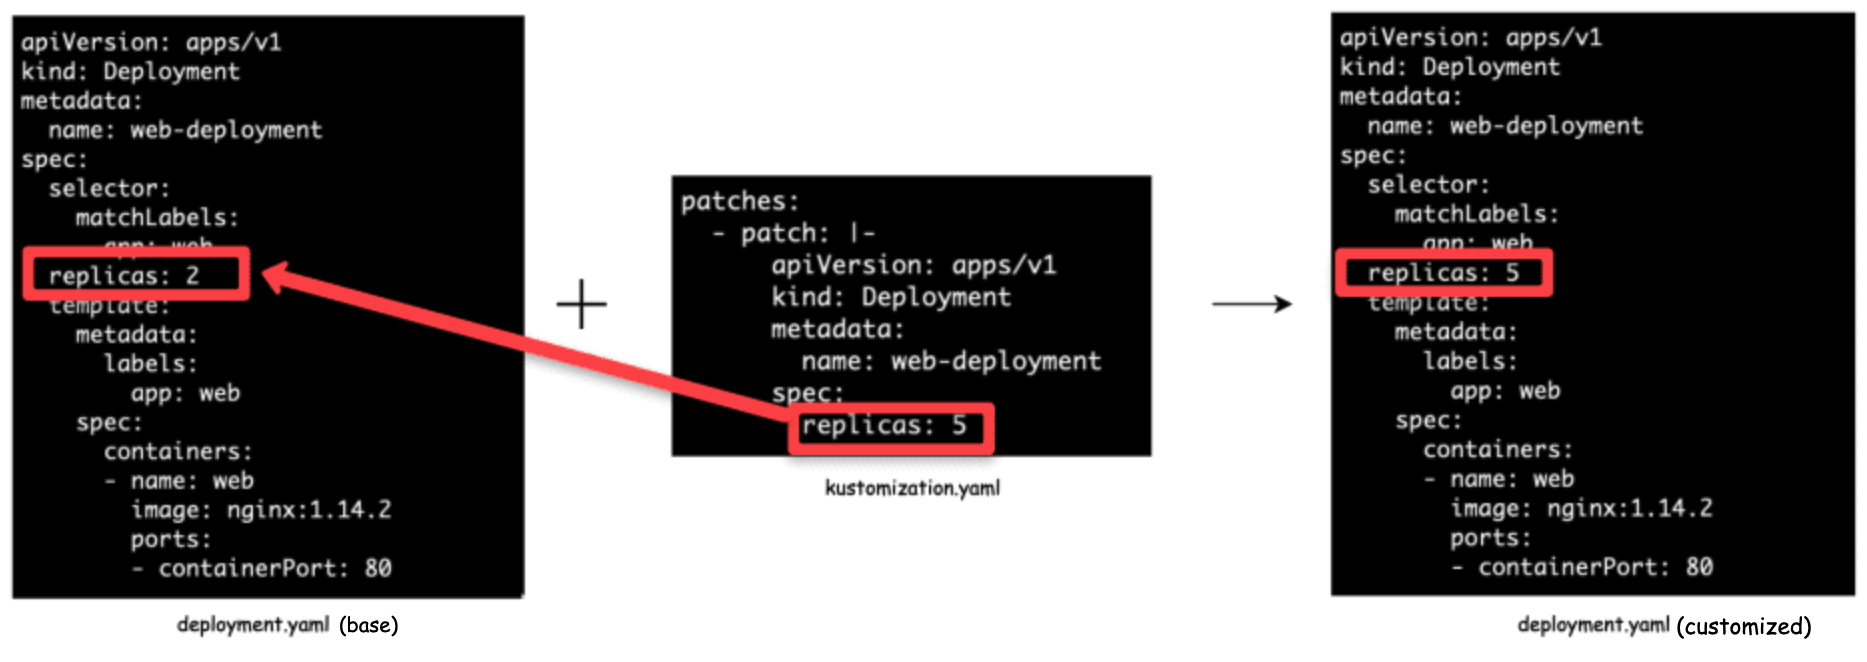 apiVersion: apps/v1
kind: Deployment
metadata:
  name: web-deployment
spec:
  selector:
    matchLabels:
      app: web
  replicas: 2
  template:
    metadata:
      labels:
        app: web
    spec:
      containers:
      - name: web
        image: nginx:1.14.2
        ports:
        - containerPort: 80
deployment.yaml (base)
+
patches:
  - patch: |-
      apiVersion: apps/v1
      kind: Deployment
      metadata:
        name: web-deployment
      spec:
        replicas: 5
kustomization.yaml
apiVersion: apps/v1
kind: Deployment
metadata:
  name: web-deployment
spec:
  selector:
    matchLabels:
      app: web
  replicas: 5
  template:
    metadata:
      labels:
        app: web
    spec:
      containers:
      - name: web
        image: nginx:1.14.2
        ports:
        - containerPort: 80
deployment.yaml (customized)